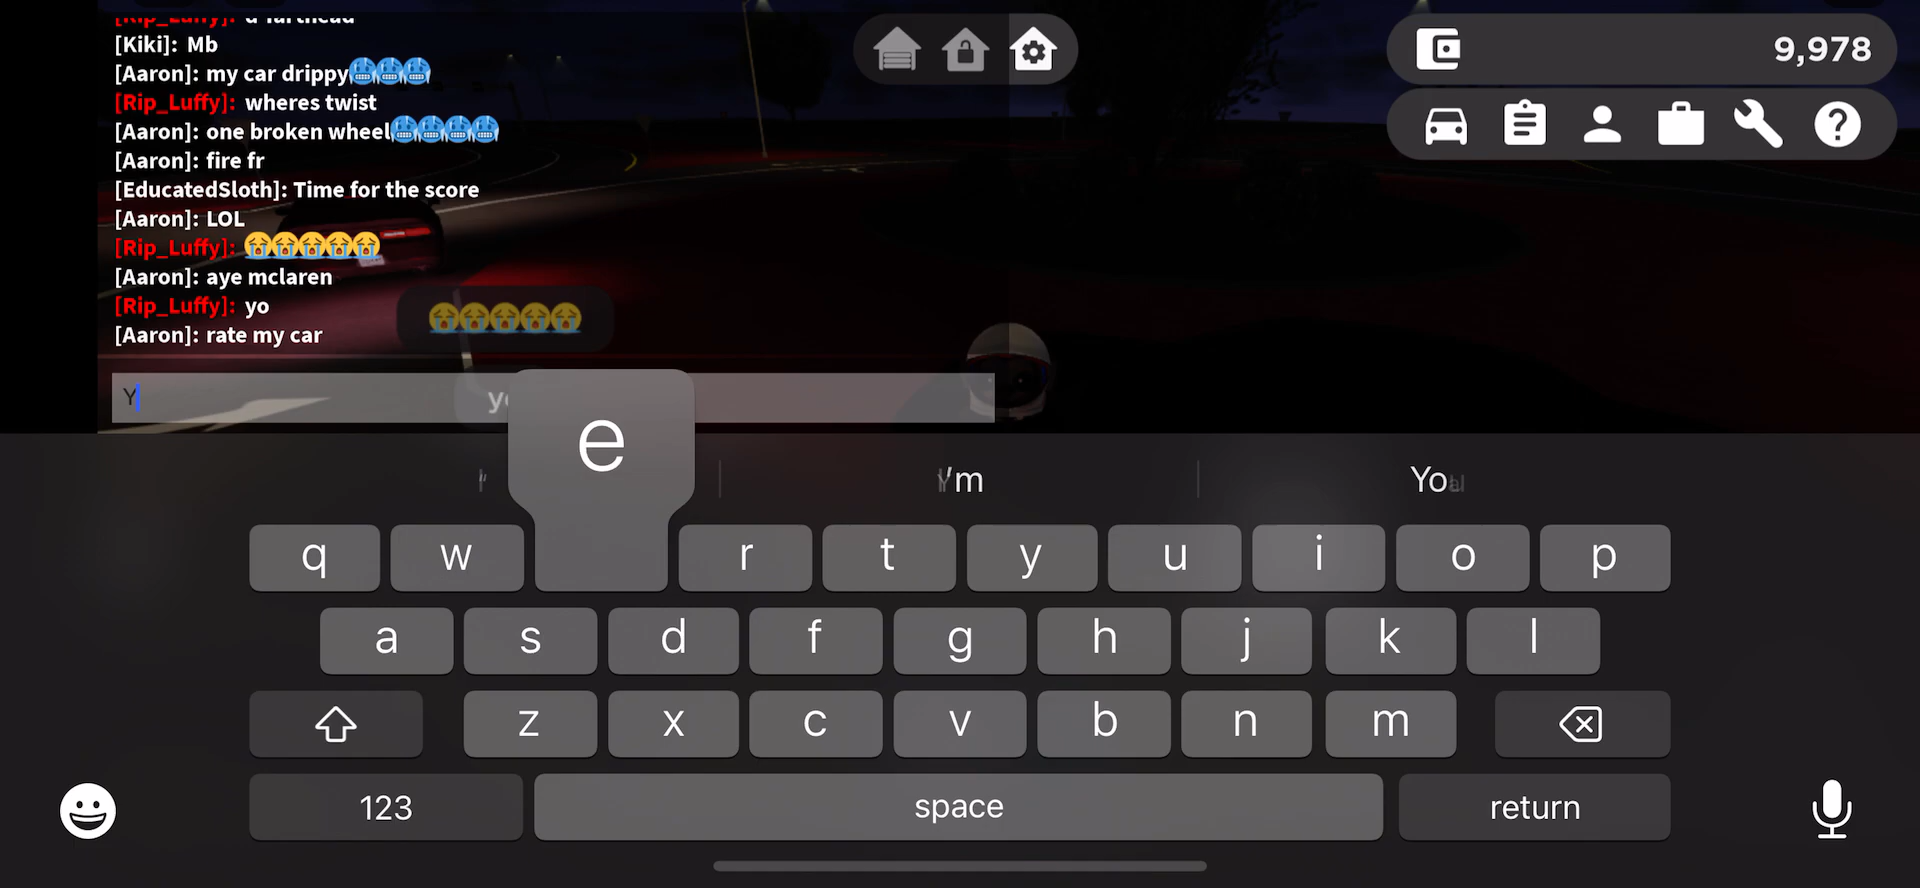 [Rip_Luffy]: d farthead
[Kiki]: Mb
[Aaron]: my car drippy🥶🥶🥶
[Rip_Luffy]: wheres twist
[Aaron]: one broken wheel🥶🥶🥶🥶
[Aaron]: fire fr
[EducatedSloth]: Time for the score
[Aaron]: LOL
[Rip_Luffy]: 😭😭😭😭😭
[Aaron]: aye mclaren
[Rip_Luffy]: yo
[Aaron]: rate my car
9,978
😭😭😭😭😭
Y
e
I'm
You
q w r t y u i o p
a s d f g h j k l
z x c v b n m
123 space return